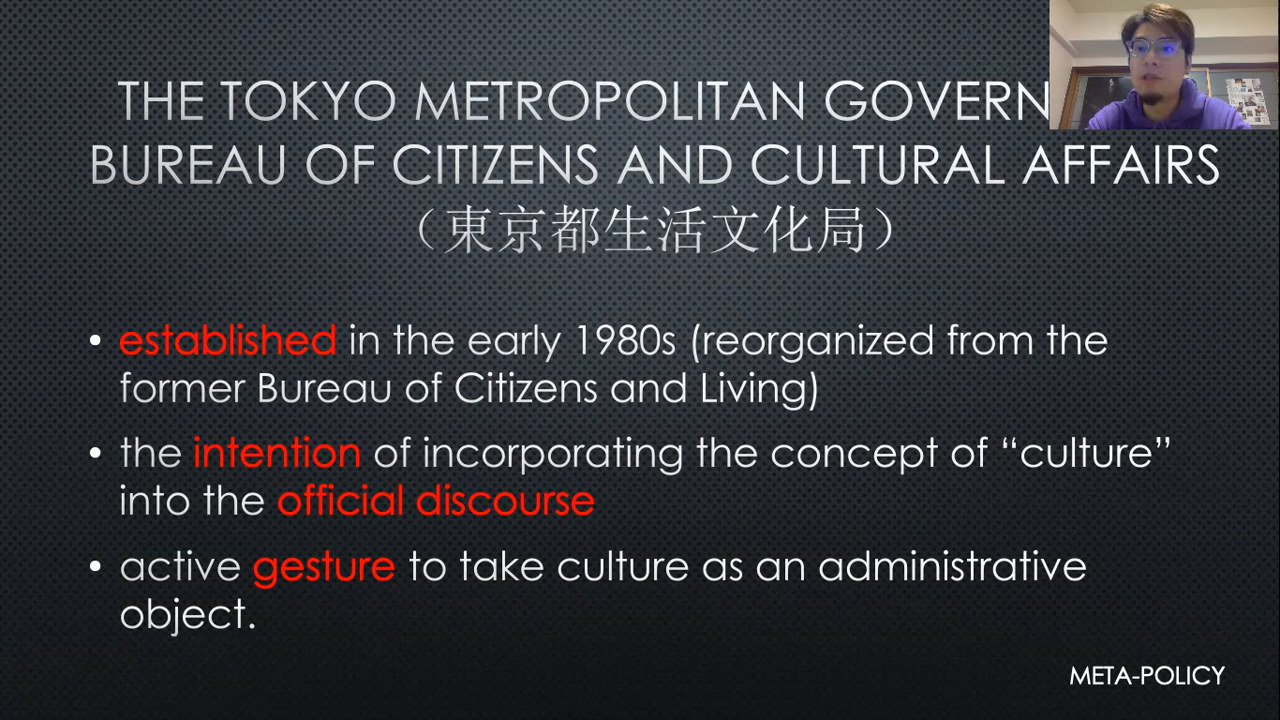 THE TOKYO METROPOLITAN GOVERN
BUREAU OF CITIZENS AND CULTURAL AFFAIRS
（東京都生活文化局）
• established in the early 1980s (reorganized from the
former Bureau of Citizens and Living)
• the intention of incorporating the concept of “culture”
into the official discourse
• active gesture to take culture as an administrative
object.
META-POLICY